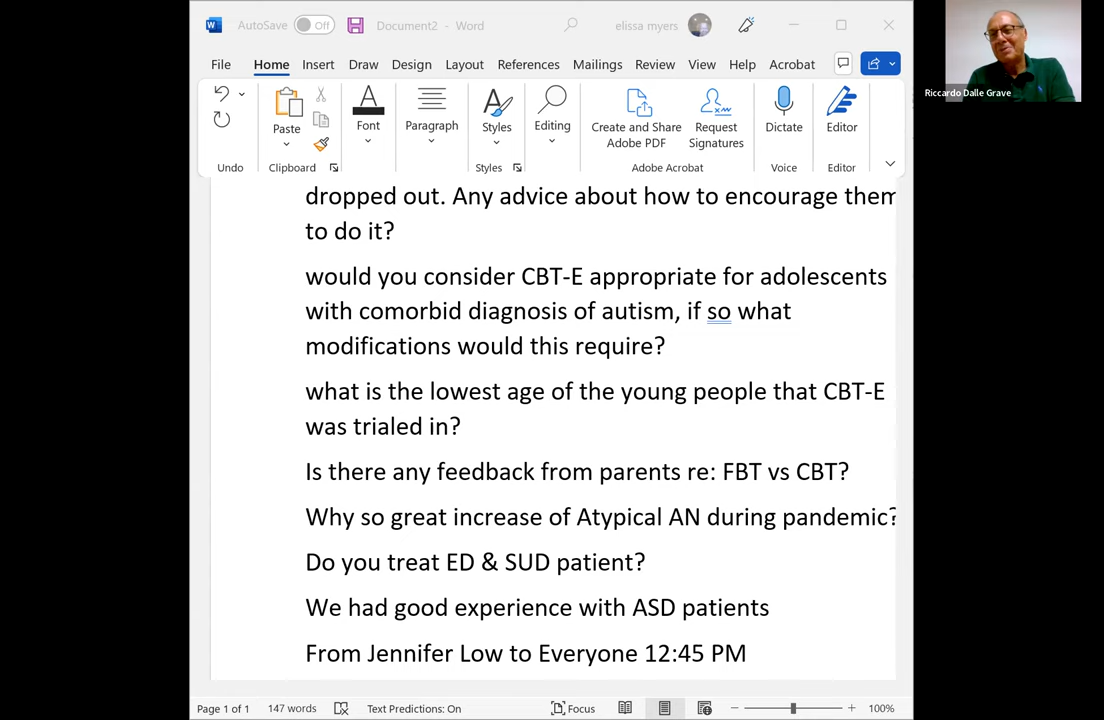 AutoSave Off Document2 - Word elissa myers
File Home Insert Draw Design Layout References Mailings Review View Help Acrobat
Paste Font Paragraph Styles Editing Create and Share Adobe PDF Request Signatures Dictate Editor
Undo Clipboard Styles Adobe Acrobat Voice Editor
Riccardo Dalle Grave
dropped out. Any advice about how to encourage them
to do it?
would you consider CBT-E appropriate for adolescents
with comorbid diagnosis of autism, if so what
modifications would this require?
what is the lowest age of the young people that CBT-E
was trialed in?
Is there any feedback from parents re: FBT vs CBT?
Why so great increase of Atypical AN during pandemic?
Do you treat ED & SUD patient?
We had good experience with ASD patients
From Jennifer Low to Everyone 12:45 PM
Page 1 of 1 147 words Text Predictions: On Focus 100%